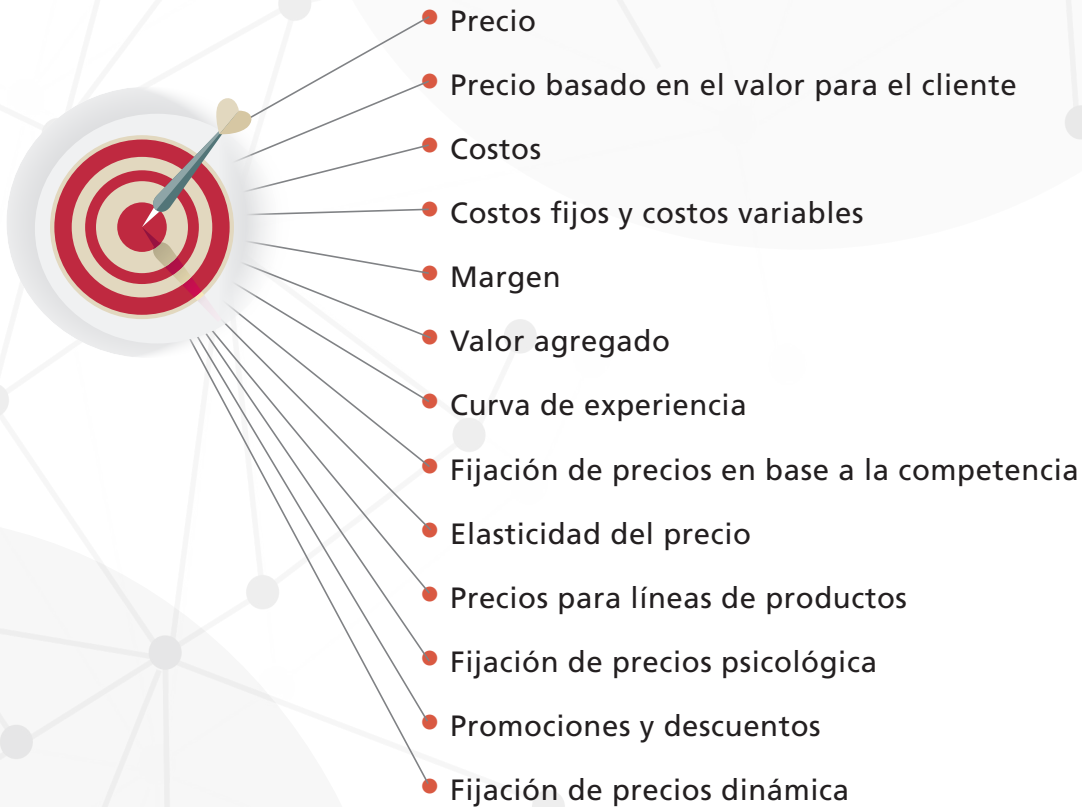 Precio
Precio basado en el valor para el cliente
Costos
Costos fijos y costos variables
Margen
Valor agregado
Curva de experiencia
Fijación de precios en base a la competencia
Elasticidad del precio
Precios para líneas de productos
Fijación de precios psicológica
Promociones y descuentos
Fijación de precios dinámica